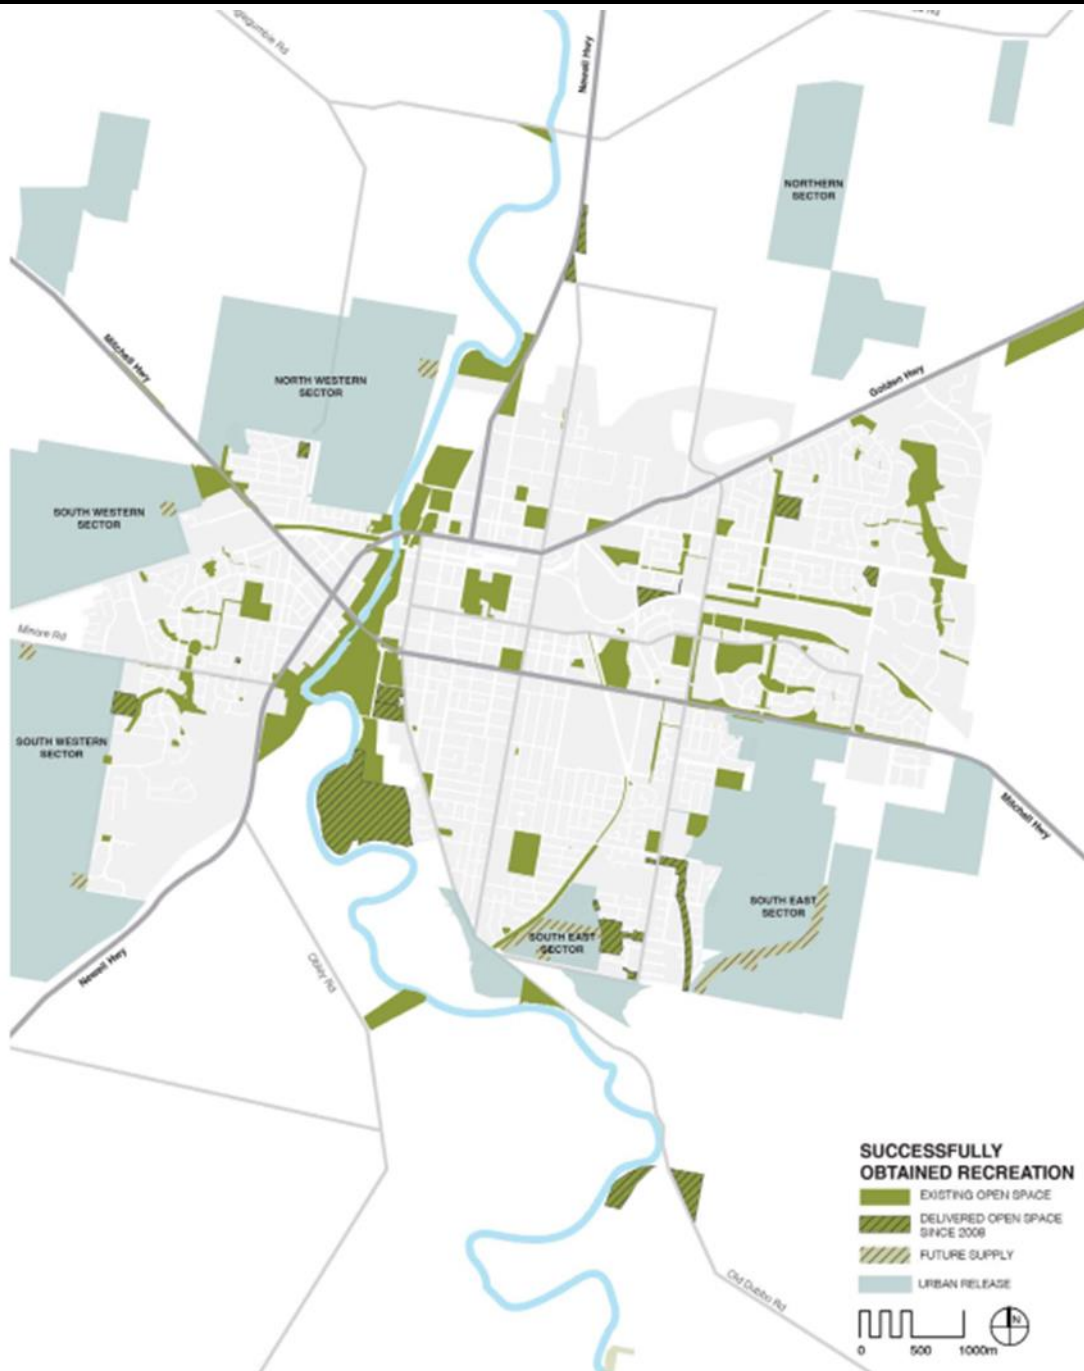 Newell Hwy
NORTHERN
SECTOR
Mitchell Hwy
Golden Hwy
NORTH WESTERN
SECTOR
SOUTH WESTERN
SECTOR
Minore Rd
SOUTH WESTERN
SECTOR
Mitchell Hwy
SOUTH EAST
SECTOR
SOUTH EAST
SECTOR
Newell Hwy
Obley Rd
Old Dubbo Rd
SUCCESSFULLY
OBTAINED RECREATION
EXISTING OPEN SPACE
DELIVERED OPEN SPACE
SINCE 2008
FUTURE SUPPLY
URBAN RELEASE
N
0 500 1000m